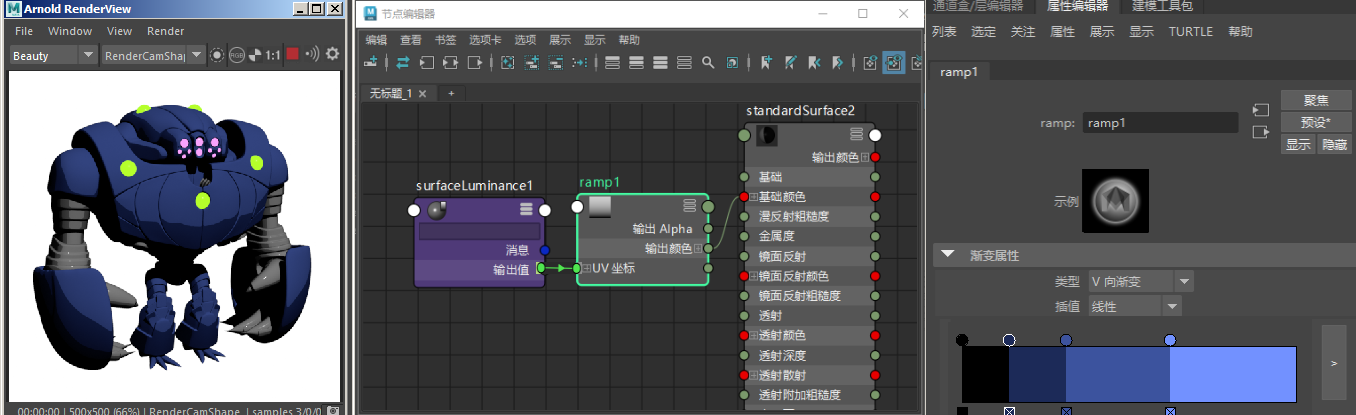 Arnold RenderView
File Window View Render
Beauty RenderCamShap RGB 1:1
00:00:00 | 500x500 (66%) | RenderCamShape | samples 3/0/0
节点编辑器
编辑 查看 书签 选项卡 选项 展示 显示 帮助
无标题_1 × +
surfaceLuminance1
消息
输出值
ramp1
输出 Alpha
输出颜色
UV 坐标
standardSurface2
输出颜色
基础
基础颜色
漫反射粗糙度
金属度
镜面反射
镜面反射颜色
镜面反射粗糙度
透射
透射颜色
透射深度
透射散射
透射附加粗糙度
通道盒/层编辑器 属性编辑器 建模工具包
列表 选定 关注 属性 展示 显示 TURTLE 帮助
ramp1
ramp: ramp1
聚焦
预设*
显示 隐藏
示例
渐变属性
类型 V 向渐变
插值 线性
>